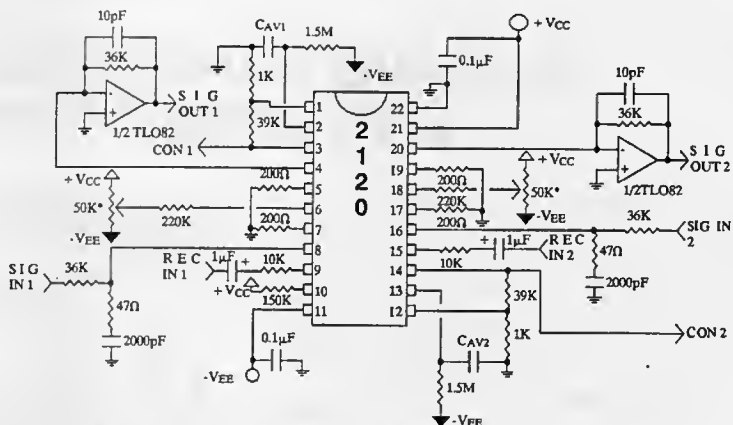 10pF
36K
1/2 TLO82
SIG OUT 1
CAV1
1.5M
-VEE
1K
39K
CON 1
+VCC
0.1µF
10pF
36K
+VCC
SIG OUT 2
1/2TLO82
50K*
-VEE
2120
1
2
3
4
5
6
7
8
9
10
11
22
21
20
19
18
17
16
15
14
13
12
+VCC
50K*
-VEE
200Ω
220K
200Ω
200Ω
200Ω
220K
200Ω
SIG IN 1
36K
47Ω
2000pF
REC IN 1
1µF
+
10K
+VCC
150K
-VEE
0.1µF
10K
+
1µF
REC IN 2
36K
SIG IN 2
47Ω
2000pF
39K
1K
CON 2
CAV2
1.5M
-VEE